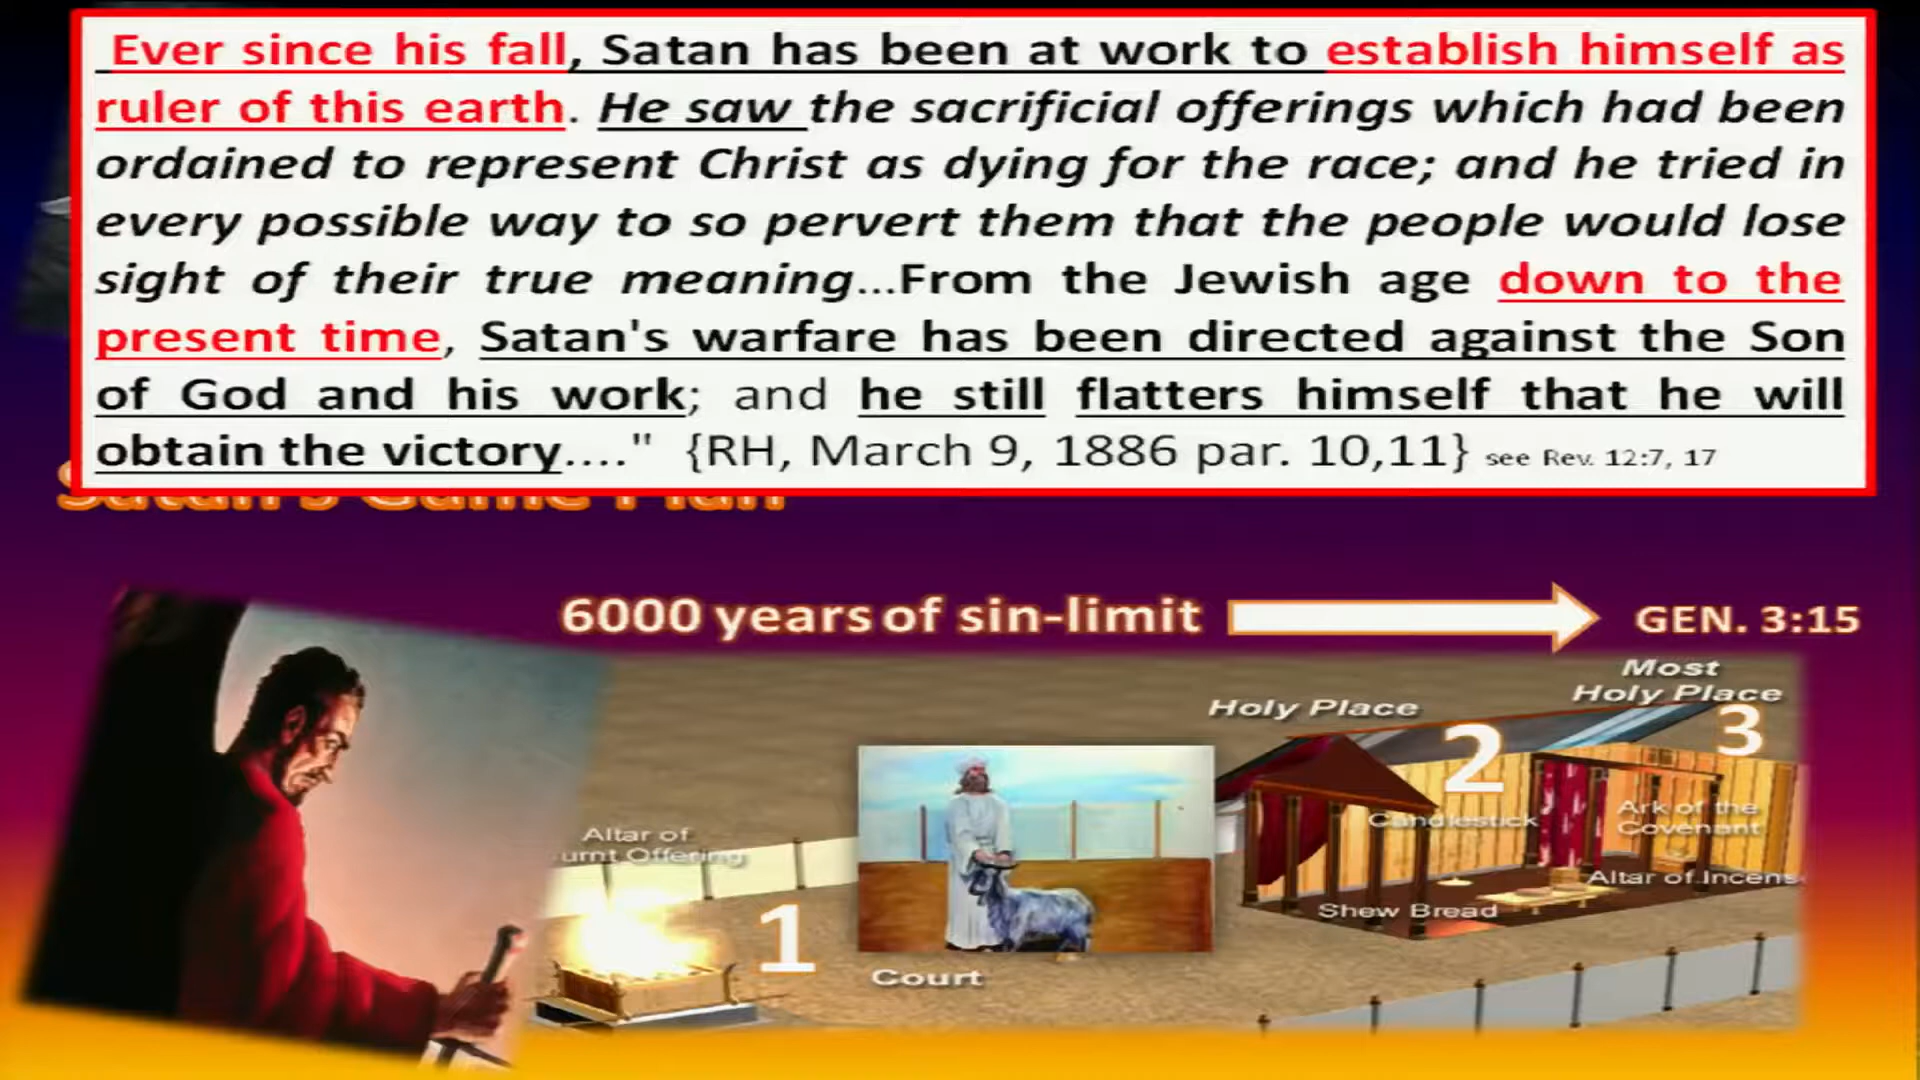 Ever since his fall, Satan has been at work to establish himself as
ruler of this earth. He saw the sacrificial offerings which had been
ordained to represent Christ as dying for the race; and he tried in
every possible way to so pervert them that the people would lose
sight of their true meaning...From the Jewish age down to the
present time, Satan's warfare has been directed against the Son
of God and his work; and he still flatters himself that he will
obtain the victory...." {RH, March 9, 1886 par. 10,11} see Rev. 12:7, 17
Satan's Game Plan
6000 years of sin-limit
GEN. 3:15
Most
Holy Place
Holy Place
3
2
Ark of the
Covenant
Candlestick
Altar of
urnt Offering
Altar of Incens
Shew Bread
1
Court